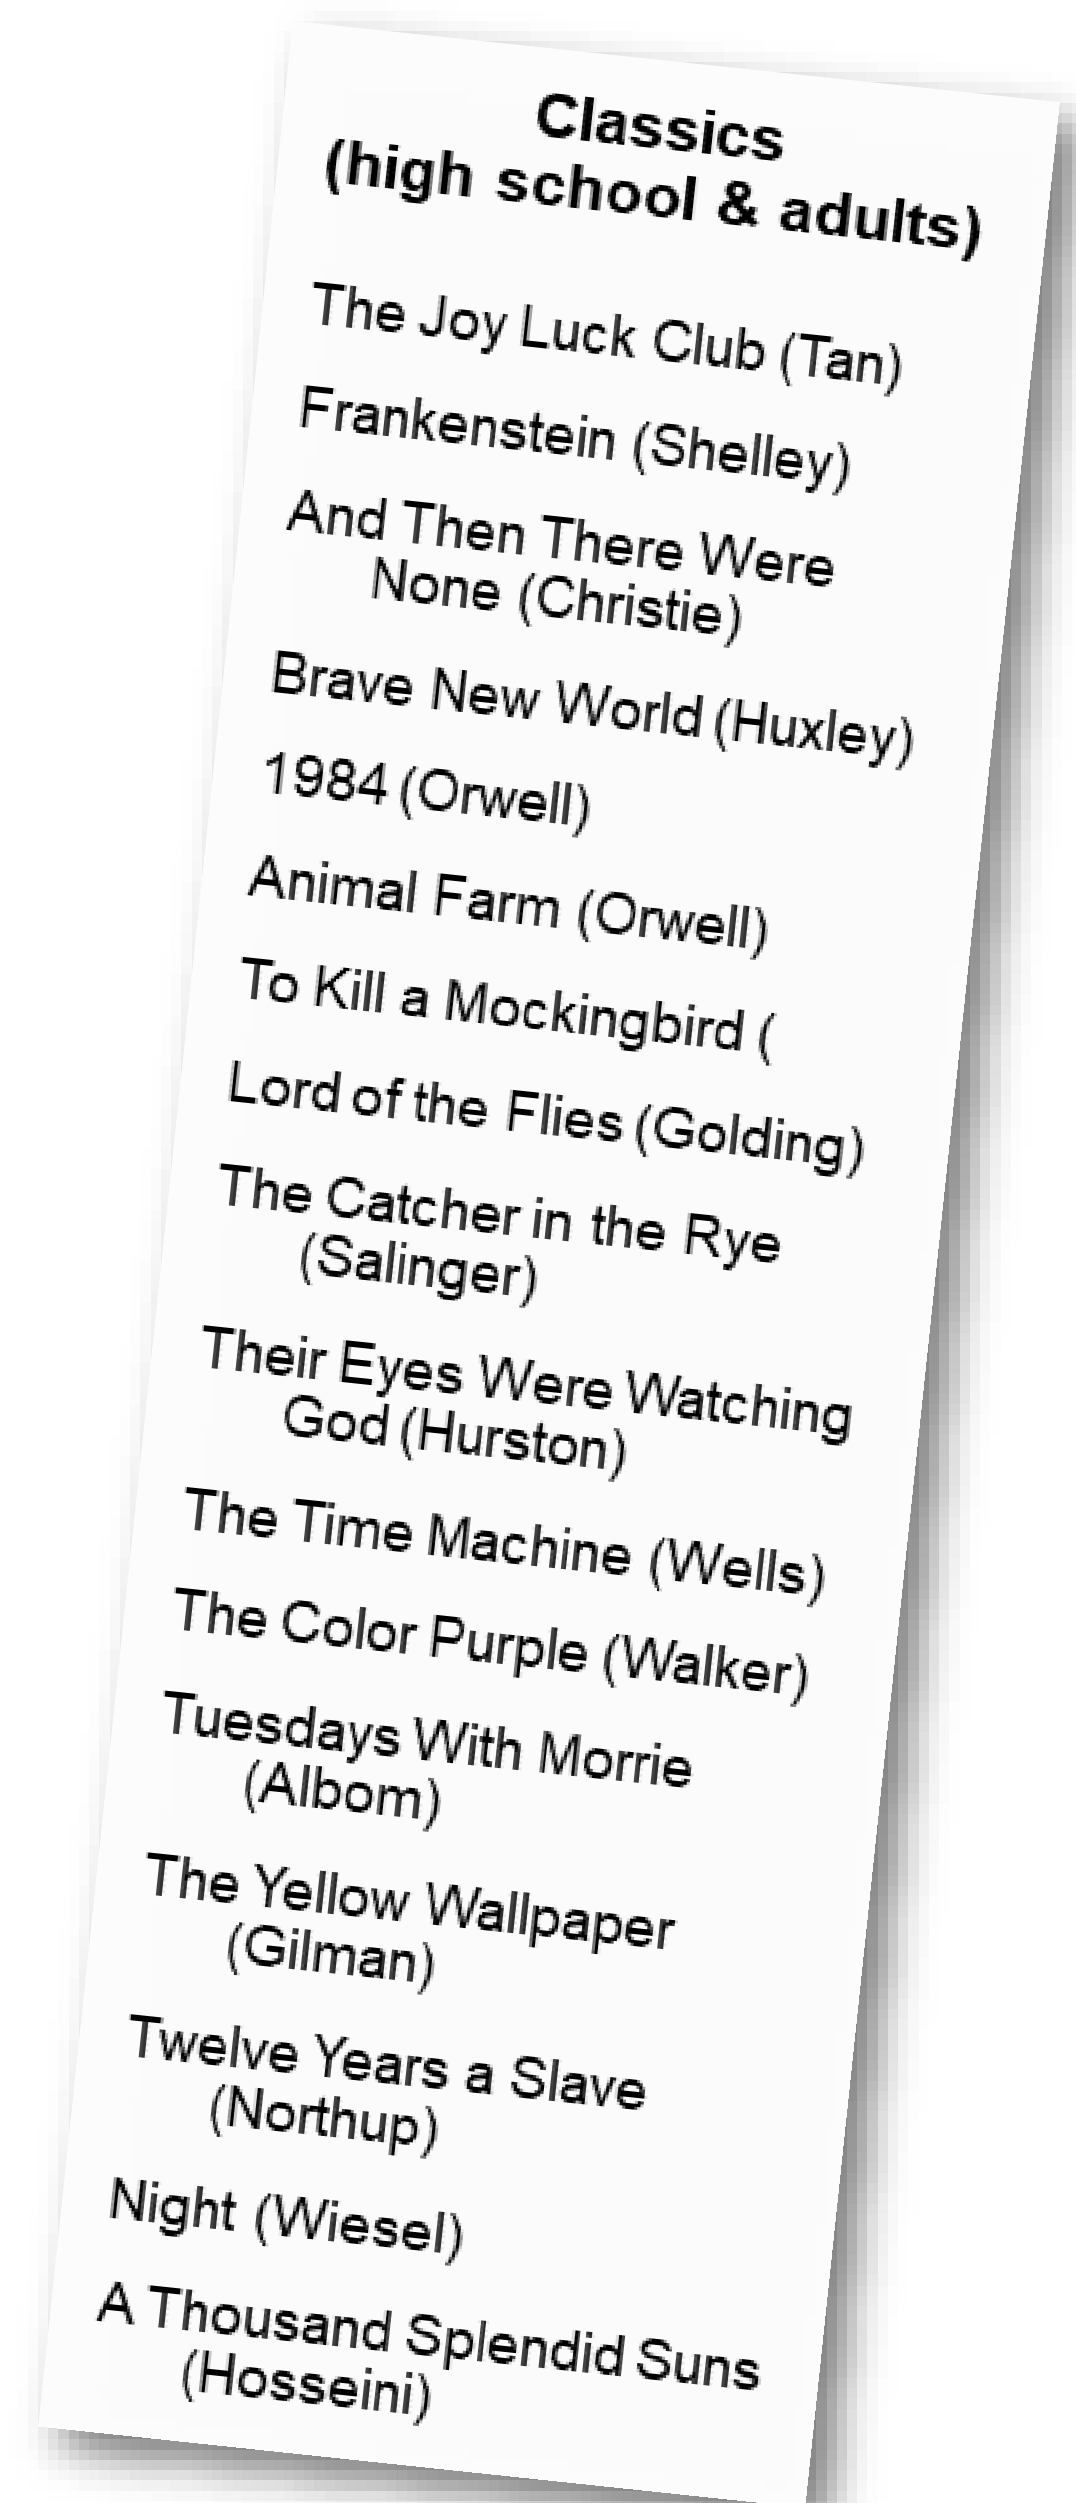 Classics
(high school & adults)
The Joy Luck Club (Tan)
Frankenstein (Shelley)
And Then There Were
None (Christie)
Brave New World (Huxley)
1984 (Orwell)
Animal Farm (Orwell)
To Kill a Mockingbird (
Lord of the Flies (Golding)
The Catcher in the Rye
(Salinger)
Their Eyes Were Watching
God (Hurston)
The Time Machine (Wells)
The Color Purple (Walker)
Tuesdays With Morrie
(Albom)
The Yellow Wallpaper
(Gilman)
Twelve Years a Slave
(Northup)
Night (Wiesel)
A Thousand Splendid Suns
(Hosseini)